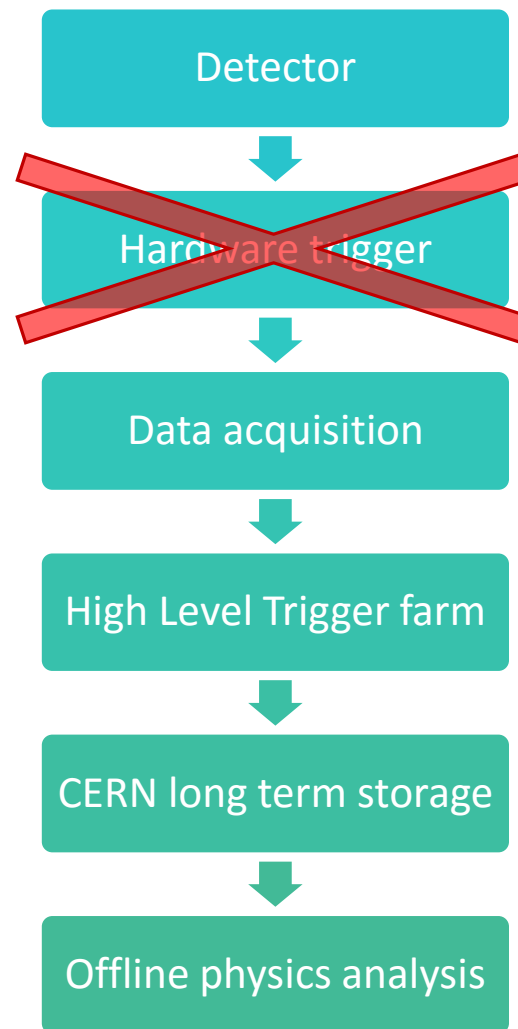 Detector
Hardware trigger
Data acquisition
High Level Trigger farm
CERN long term storage
Offline physics analysis